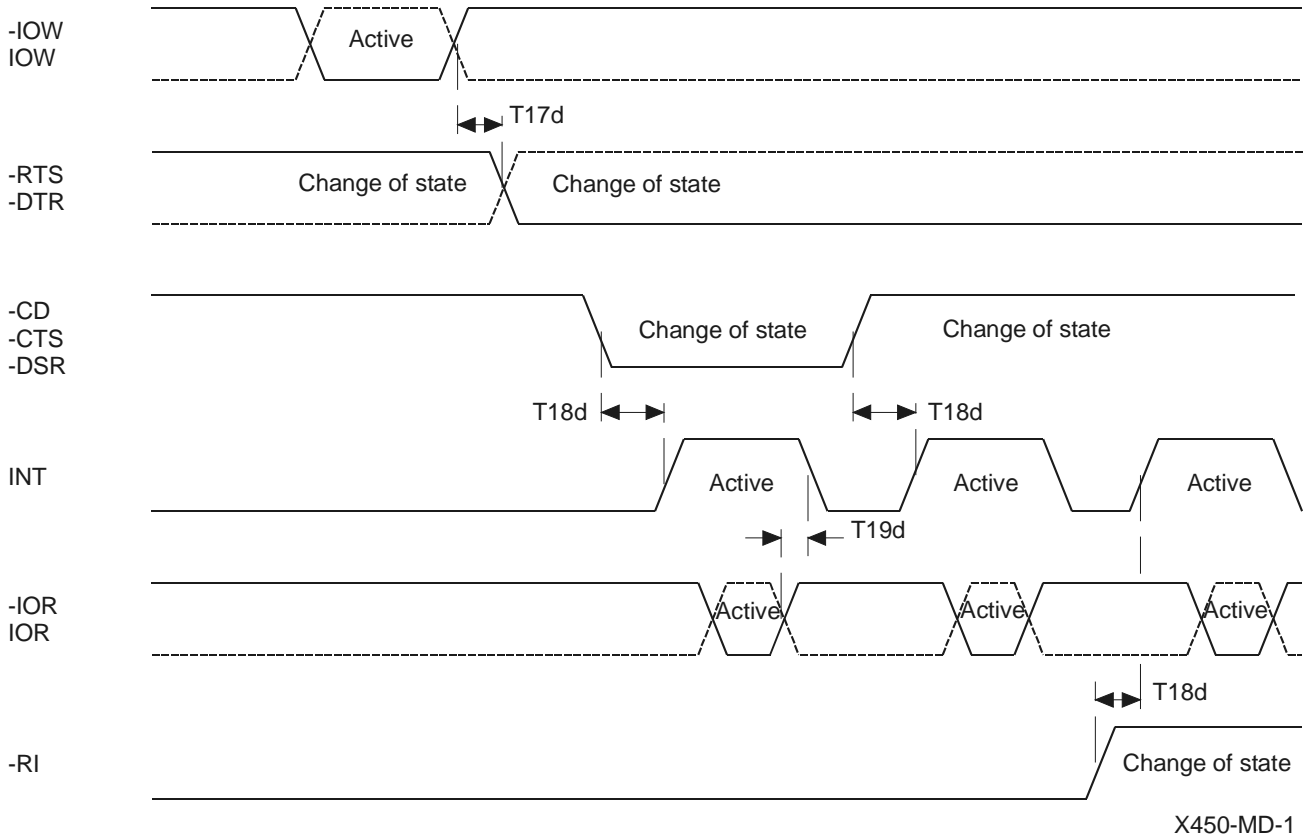 -IOW
IOW
Active
T17d
-RTS
-DTR
Change of state
Change of state
-CD
-CTS
-DSR
Change of state
Change of state
T18d
T18d
INT
Active
Active
Active
T19d
-IOR
IOR
Active
Active
Active
T18d
-RI
Change of state
X450-MD-1